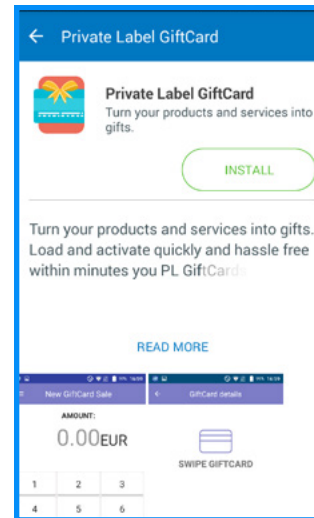 Private Label GiftCard
Private Label GiftCard
Turn your products and services into
gifts.
INSTALL
Turn your products and services into gifts.
Load and activate quickly and hassle free
within minutes you PL GiftCards
READ MORE
New GiftCard Sale
GiftCard details
AMOUNT:
0.00EUR
SWIPE GIFTCARD
1 2 3
4 5 6